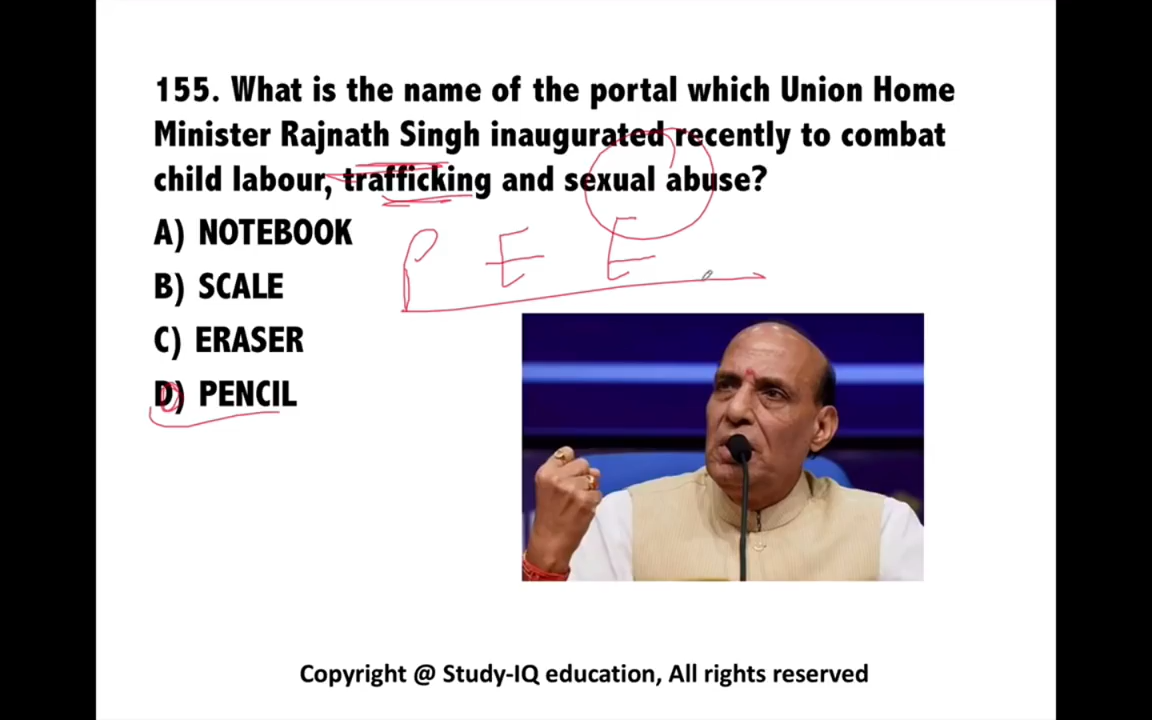 155. What is the name of the portal which Union Home
Minister Rajnath Singh inaugurated recently to combat
child labour, trafficking and sexual abuse?
A) NOTEBOOK
P E E
B) SCALE
C) ERASER
D) PENCIL
Copyright @ Study-IQ education, All rights reserved